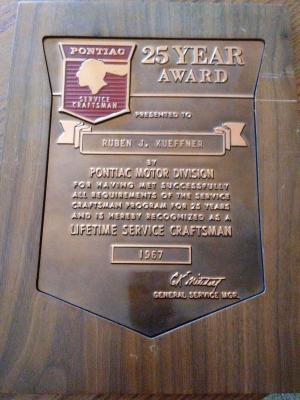 PONTIAC
SERVICE
CRAFTSMAN
25 YEAR
AWARD
PRESENTED TO
RUBEN J. KUEFFNER
BY
PONTIAC MOTOR DIVISION
FOR HAVING MET SUCCESSFULLY
ALL REQUIREMENTS OF THE SERVICE
CRAFTSMAN PROGRAM FOR 25 YEARS
AND IS HEREBY RECOGNIZED AS A
LIFETIME SERVICE CRAFTSMAN
1967
GENERAL SERVICE MGR.